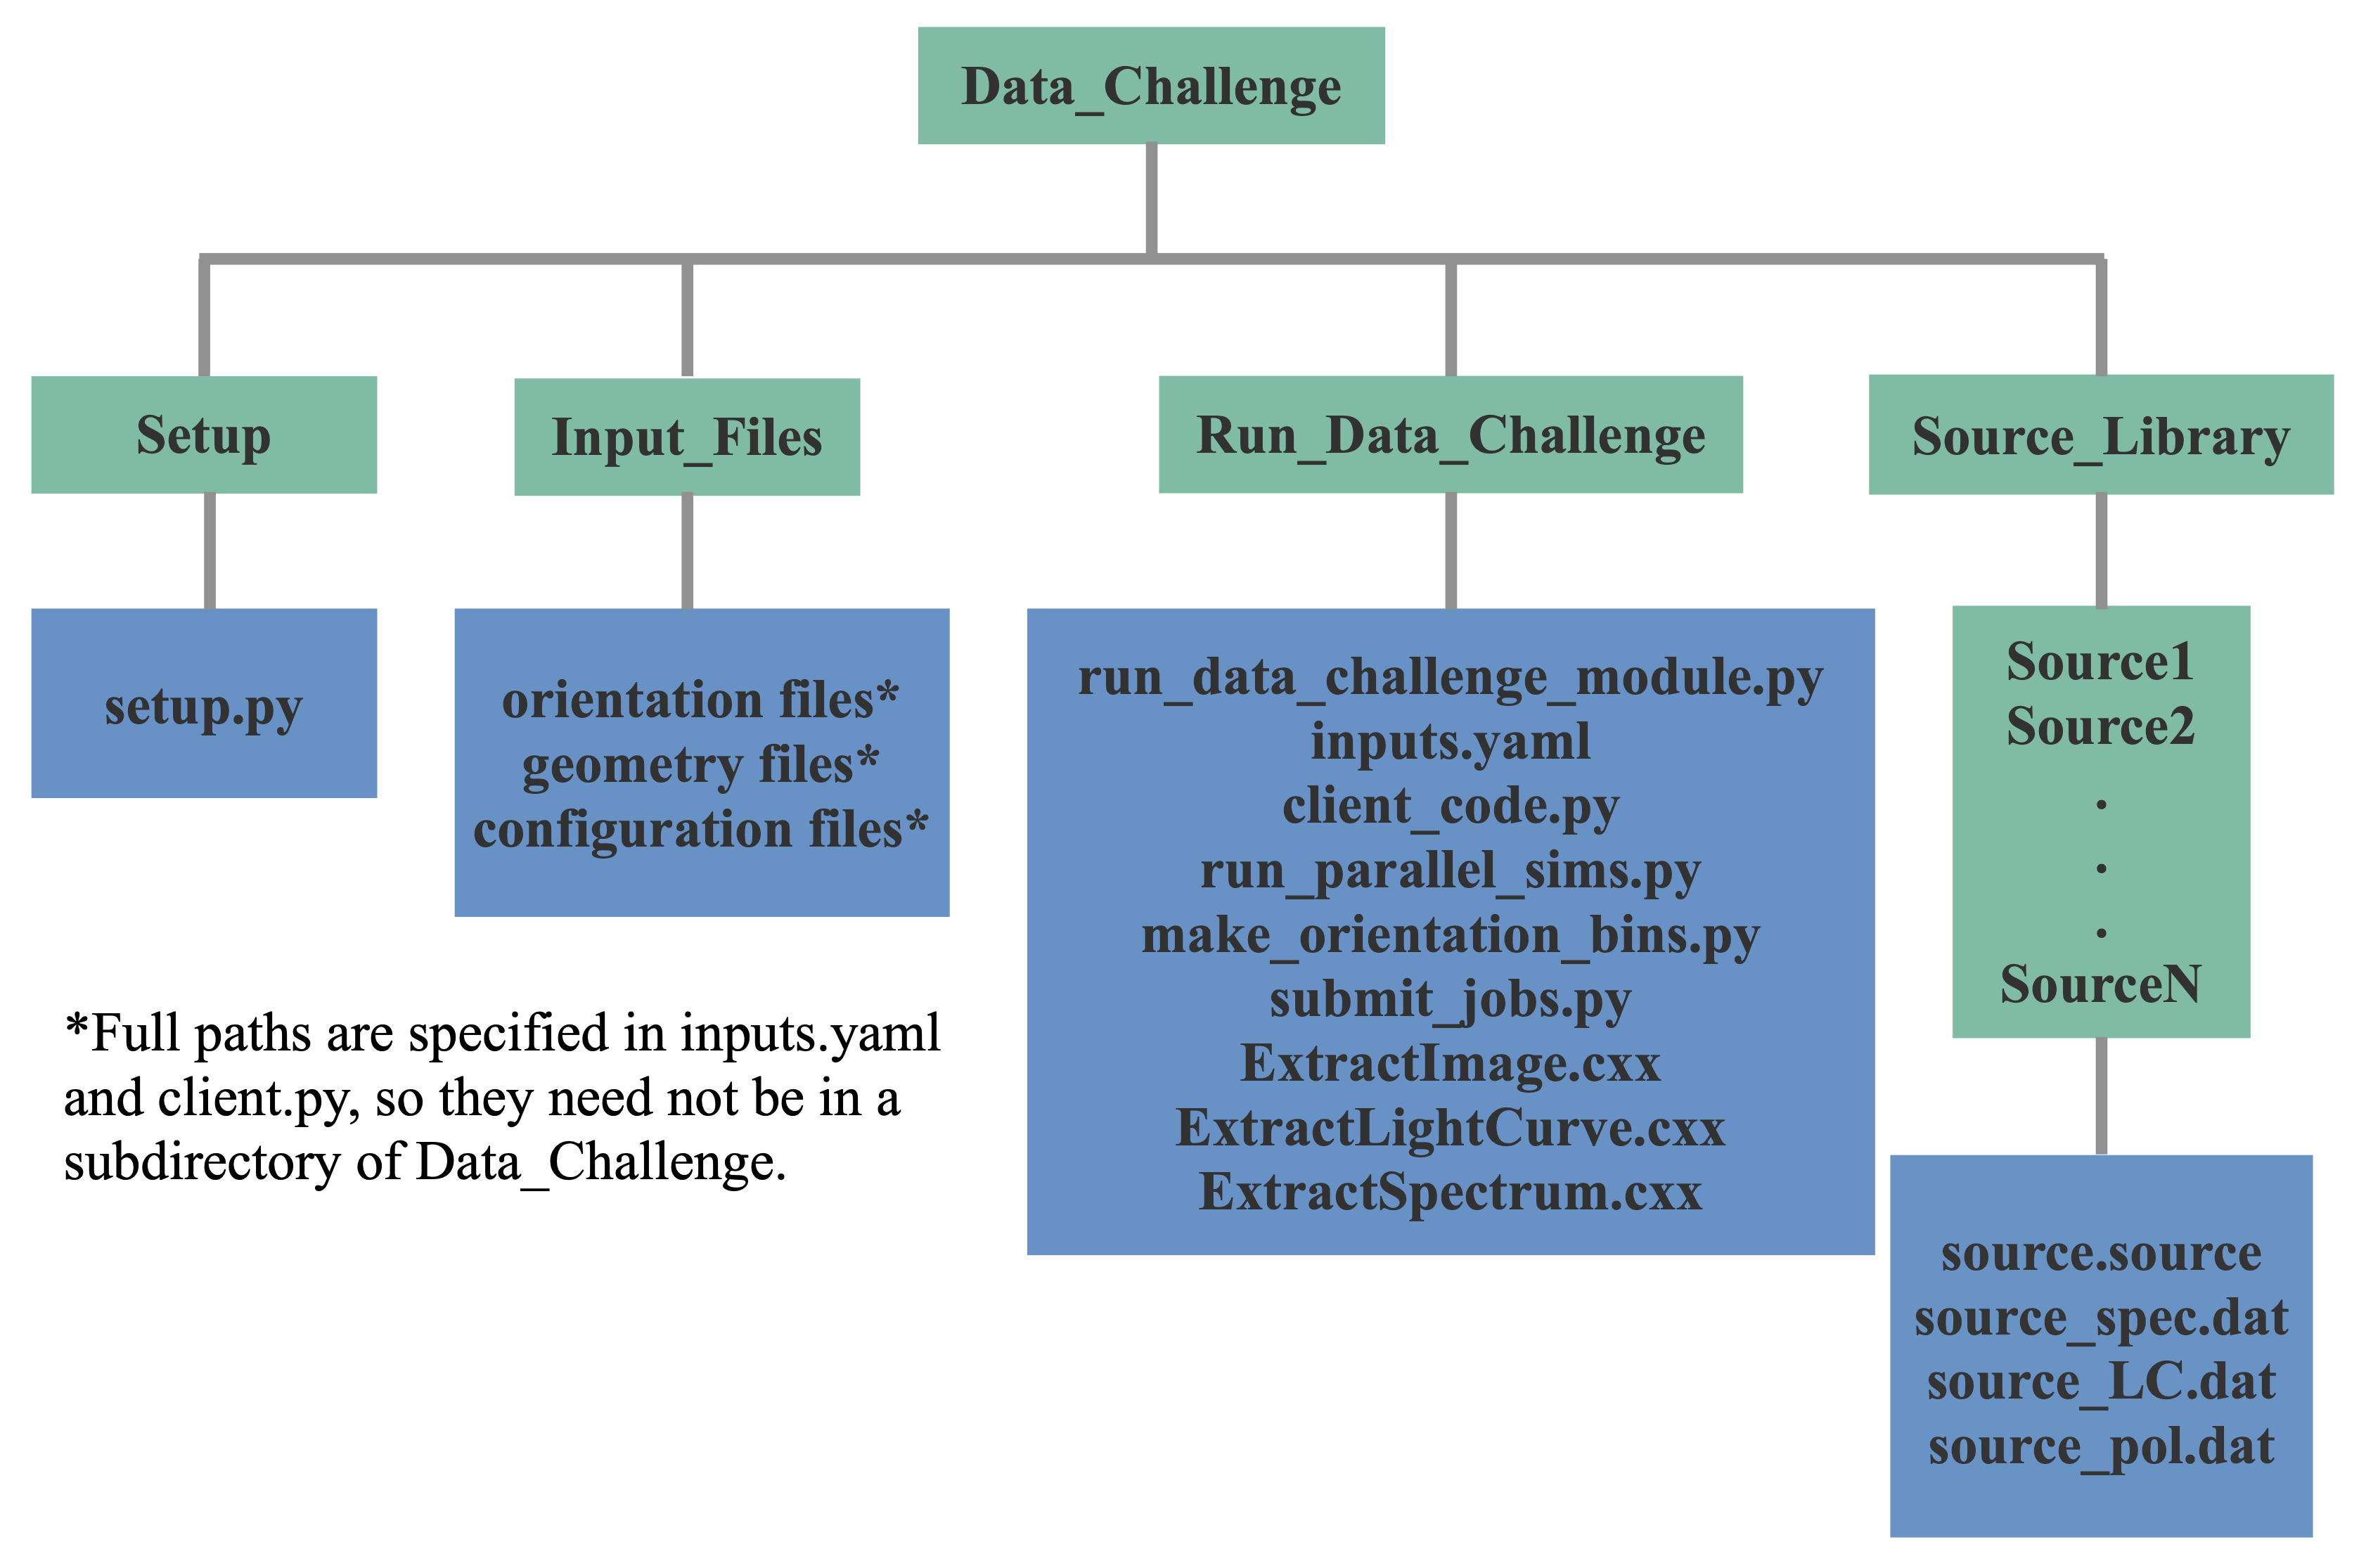 Data_Challenge
Setup
Input_Files
Run_Data_Challenge
Source_Library
setup.py
orientation files*
geometry files*
configuration files*
run_data_challenge_module.py
inputs.yaml
client_code.py
run_parallel_sims.py
make_orientation_bins.py
submit_jobs.py
ExtractImage.cxx
ExtractLightCurve.cxx
ExtractSpectrum.cxx
Source1
Source2
.
.
.
SourceN
*Full paths are specified in inputs.yaml
and client.py, so they need not be in a
subdirectory of Data_Challenge.
source.source
source_spec.dat
source_LC.dat
source_pol.dat